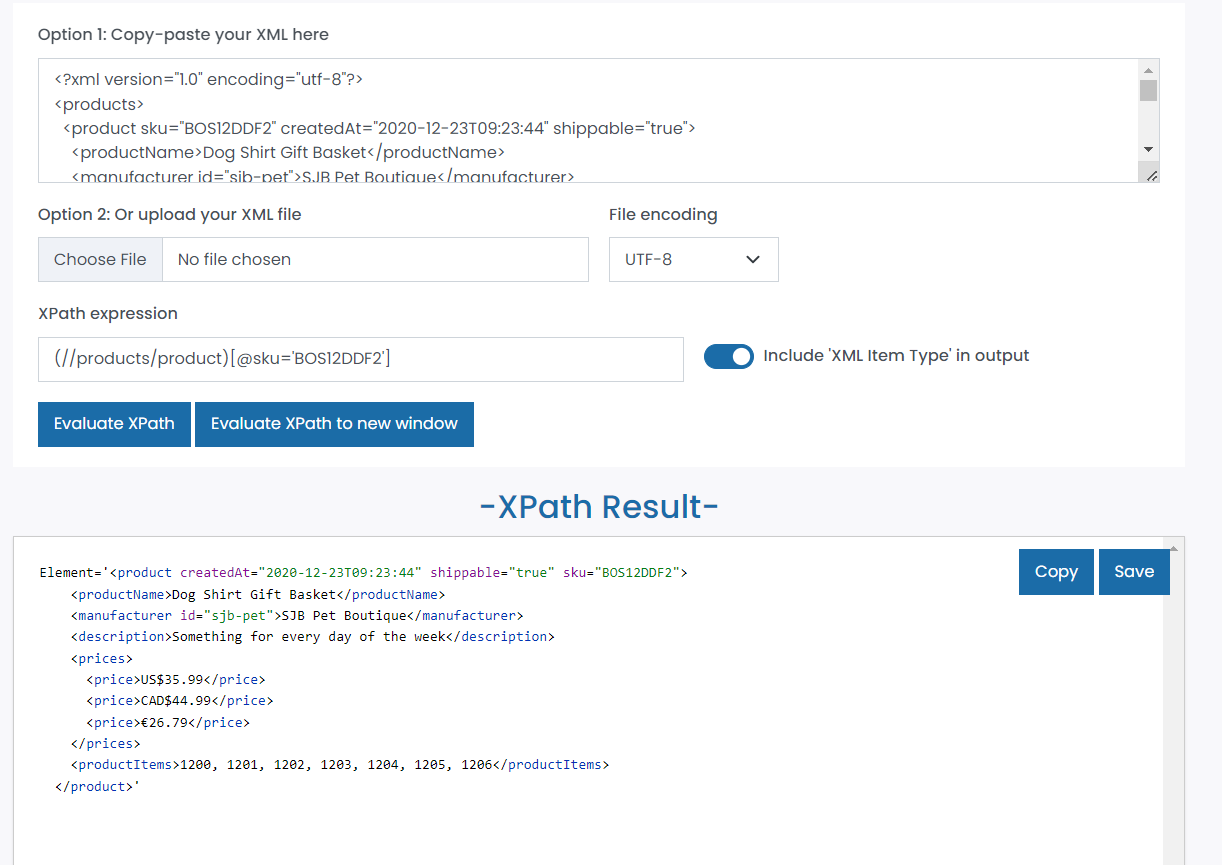 Option 1: Copy-paste your XML here
<?xml version="1.0" encoding="utf-8"?>
<products>
<product sku="BOS12DDF2" createdAt="2020-12-23T09:23:44" shippable="true">
<productName>Dog Shirt Gift Basket</productName>
<manufacturer id="sjb-pet">SJB Pet Boutique</manufacturer>
Option 2: Or upload your XML file
File encoding
Choose File No file chosen
UTF-8
XPath expression
(//products/product)[@sku='BOS12DDF2']
Include 'XML Item Type' in output
Evaluate XPath
Evaluate XPath to new window
-XPath Result-
Copy
Save
Element='<product createdAt="2020-12-23T09:23:44" shippable="true" sku="BOS12DDF2">
<productName>Dog Shirt Gift Basket</productName>
<manufacturer id="sjb-pet">SJB Pet Boutique</manufacturer>
<description>Something for every day of the week</description>
<prices>
<price>US$35.99</price>
<price>CAD$44.99</price>
<price>€26.79</price>
</prices>
<productItems>1200, 1201, 1202, 1203, 1204, 1205, 1206</productItems>
</product>'